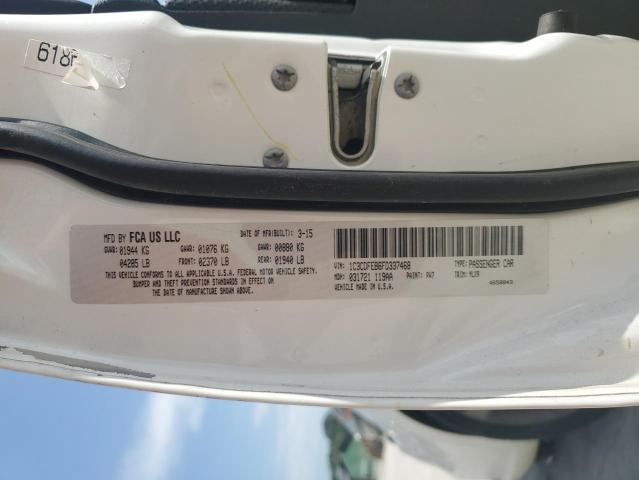 618
MFD BY FCA US LLC DATE OF MFR(BUILT): 3-15
GVWR: 01944 KG GAWR: 01076 KG GAWR: 00880 KG
04285 LB FRONT: 02370 LB REAR: 01940 LB
THIS VEHICLE CONFORMS TO ALL APPLICABLE U.S.A. FEDERAL MOTOR VEHICLE SAFETY,
BUMPER AND THEFT PREVENTION STANDARDS IN EFFECT ON
THE DATE OF MANUFACTURE SHOWN ABOVE.
VIN: 1C3CDFEB6FD337468 TYPE: PASSENGER CAR
MDH: 031721 119AA PAINT: PW7 TRIM: MLX9
VEHICLE MADE IN U.S.A. 4650043